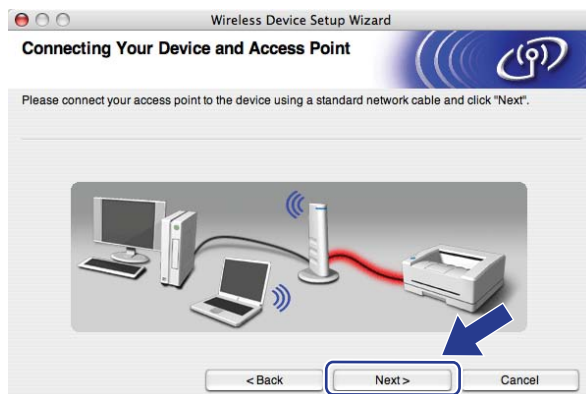 Wireless Device Setup Wizard
Connecting Your Device and Access Point
Please connect your access point to the device using a standard network cable and click "Next".
< Back Next > Cancel